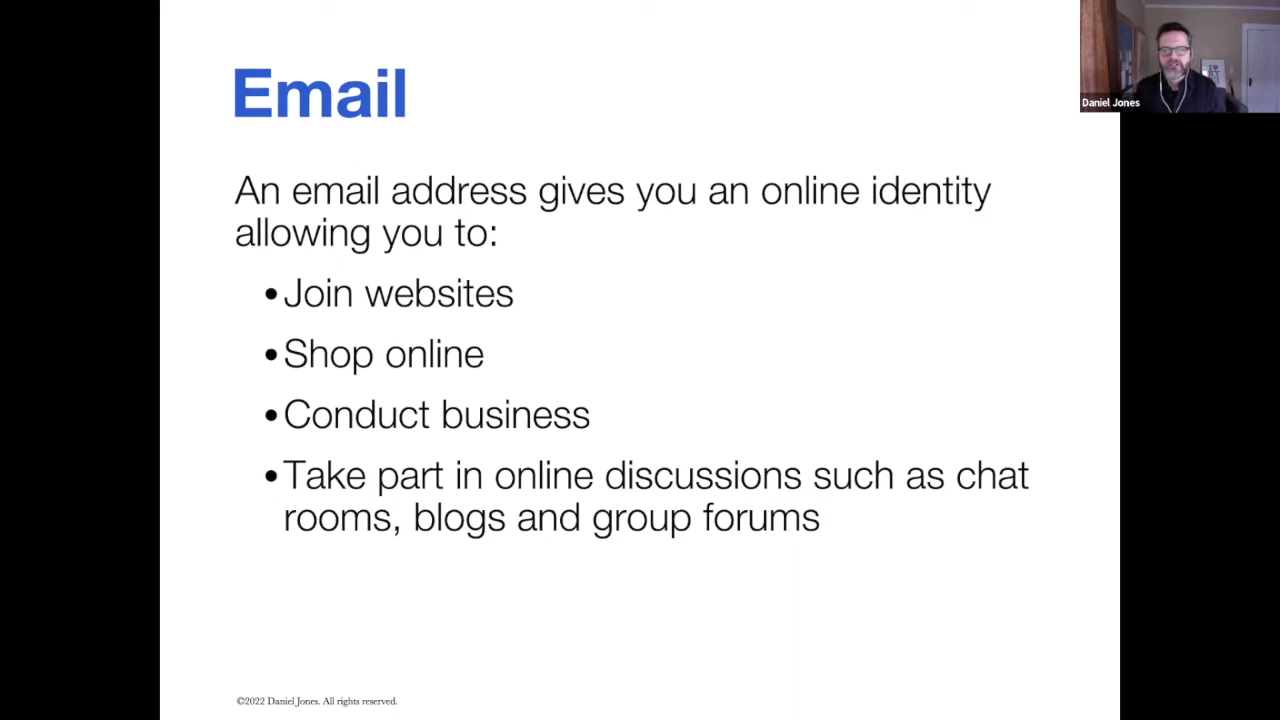 Email
An email address gives you an online identity
allowing you to:
•Join websites
•Shop online
•Conduct business
•Take part in online discussions such as chat
rooms, blogs and group forums
©2022 Daniel Jones. All rights reserved.
Daniel Jones